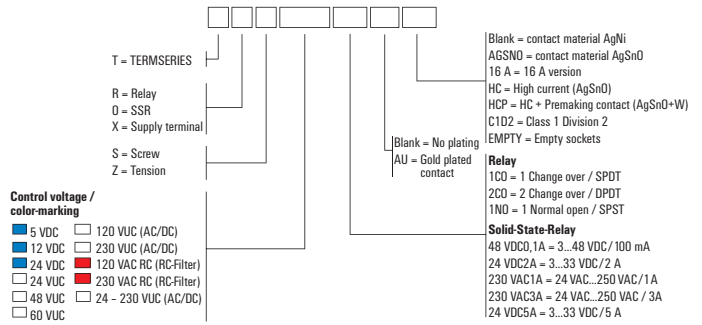 T = TERMSERIES
R = Relay
O = SSR
X = Supply terminal
S = Screw
Z = Tension
Control voltage /
color-marking
5 VDC
120 VUC (AC/DC)
12 VDC
230 VUC (AC/DC)
24 VDC
120 VAC RC (RC-Filter)
24 VUC
230 VAC RC (RC-Filter)
48 VUC
24 – 230 VUC (AC/DC)
60 VUC
Blank = No plating
AU = Gold plated
contact
Blank = contact material AgNi
AGSNO = contact material AgSnO
16 A = 16 A version
HC = High current (AgSnO)
HCP = HC + Premaking contact (AgSnO+W)
C1D2 = Class 1 Division 2
EMPTY = Empty sockets
Relay
1CO = 1 Change over / SPDT
2CO = 2 Change over / DPDT
1NO = 1 Normal open / SPST
Solid-State-Relay
48 VDC0,1A = 3...48 VDC/100 mA
24 VDC2A = 3...33 VDC/2 A
230 VAC1A = 24 VAC...250 VAC/1 A
230 VAC3A = 24 VAC...250 VAC / 3A
24 VDC5A = 3...33 VDC/5 A